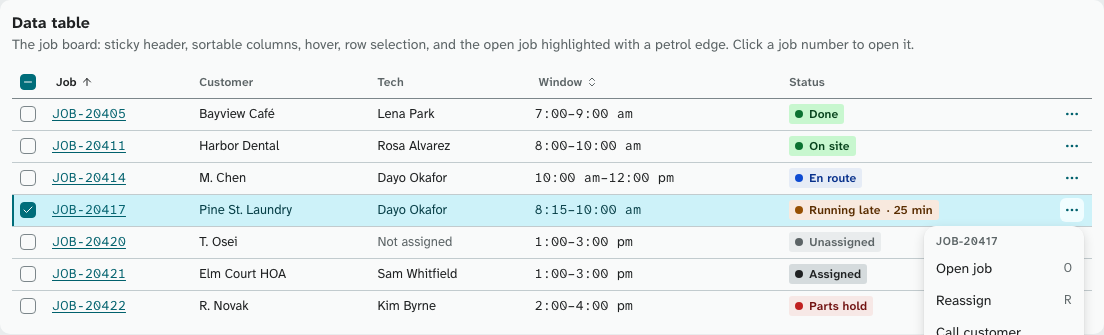 Data table
The job board: sticky header, sortable columns, hover, row selection, and the open job highlighted with a petrol edge. Click a job number to open it.
Job Customer Tech Window Status
JOB-20405 Bayview Café Lena Park 7:00–9:00 am Done
JOB-20411 Harbor Dental Rosa Alvarez 8:00–10:00 am On site
JOB-20414 M. Chen Dayo Okafor 10:00 am–12:00 pm En route
JOB-20417 Pine St. Laundry Dayo Okafor 8:15–10:00 am Running late · 25 min
JOB-20420 T. Osei Not assigned 1:00–3:00 pm Unassigned
JOB-20421 Elm Court HOA Sam Whitfield 1:00–3:00 pm Assigned
JOB-20422 R. Novak Kim Byrne 2:00–4:00 pm Parts hold
JOB-20417
Open job O
Reassign R
Call customer